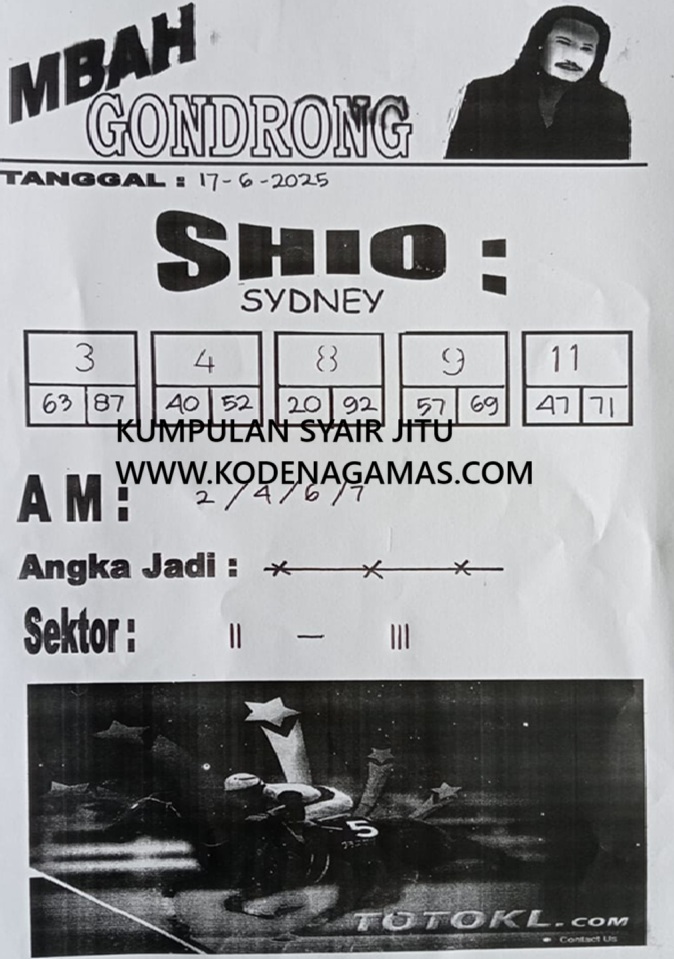 MBAH
GONDRONG
TANGGAL : 17-6-2025
SHIO :
SYDNEY
3 4 8 9 11
63 87 40 52 20 92 57 69 47 71
KUMPULAN SYAIR JITU
WWW.KODENAGAMAS.COM
AM : 2/4/6/7
Angka Jadi : x x x
Sektor : II — III
5
TOTOKL.COM
Contact Us